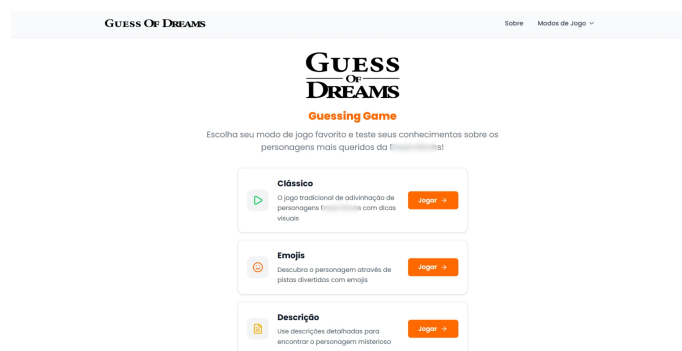 GUESS OF DREAMS
Sobre
Modos de Jogo
GUESS
OF
DREAMS
Guessing Game
Escolha seu modo de jogo favorito e teste seus conhecimentos sobre os
personagens mais queridos da
Clássico
O jogo tradicional de adivinhação de
personagens com dicas
visuais
Jogar →
Emojis
Descubra o personagem através de
pistas divertidas com emojis
Jogar →
Descrição
Use descrições detalhadas para
encontrar o personagem misterioso
Jogar →